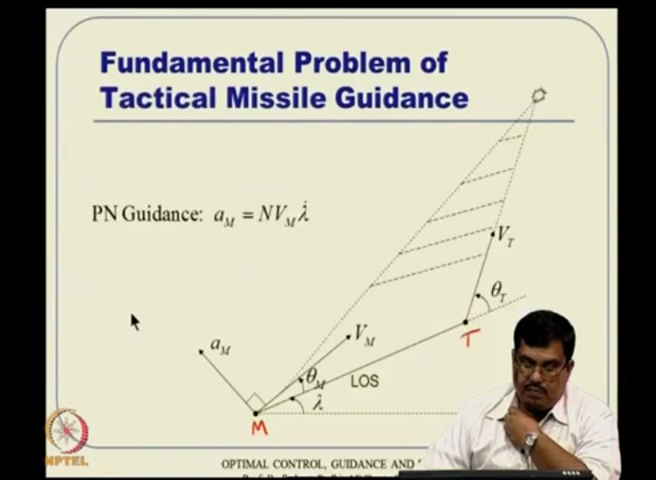 Fundamental Problem of
Tactical Missile Guidance
PN Guidance: a_M = NV_M λ̇
V_T
θ_T
T
a_M
V_M
θ_M
LOS
λ
M
NPTEL
OPTIMAL CONTROL, GUIDANCE AND